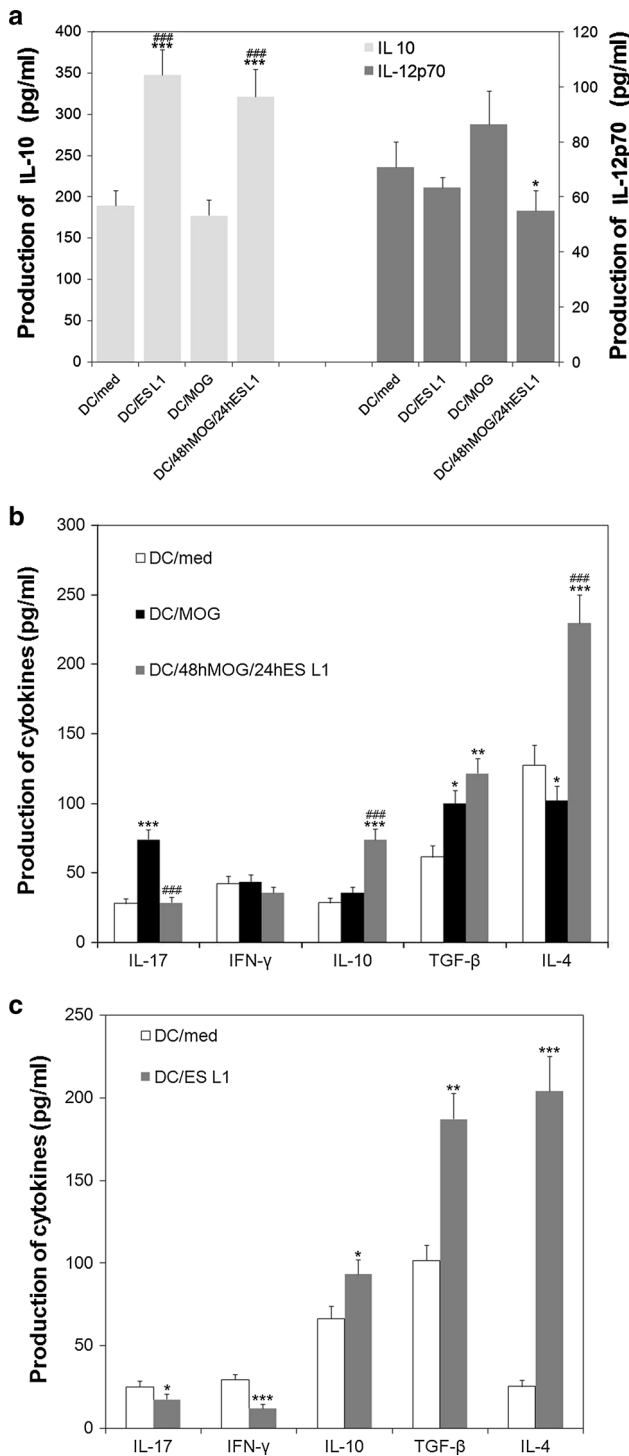 a
400
350
300
250
200
150
100
50
0
Production of IL-10 (pg/ml)
IL 10
IL-12p70
120
100
80
60
40
20
0
Production of IL-12p70 (pg/ml)
###
***
###
***
*
DC/med
DC/ES L1
DC/MOG
DC/48hMOG/24hES L1
DC/med
DC/ES L1
DC/MOG
DC/48hMOG/24hES L1
b
300
250
200
150
100
50
0
Production of cytokines (pg/ml)
DC/med
DC/MOG
DC/48hMOG/24hES L1
***
###
###
***
*
**
*
###
***
IL-17 IFN-γ IL-10 TGF-β IL-4
c
250
200
150
100
50
0
Production of cytokines (pg/ml)
DC/med
DC/ES L1
*
***
*
**
***
IL-17 IFN-γ IL-10 TGF-β IL-4